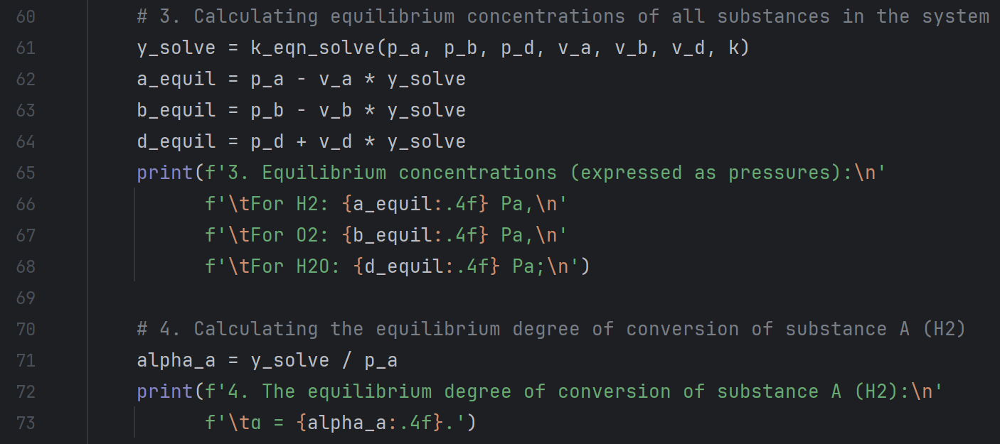 60 # 3. Calculating equilibrium concentrations of all substances in the system
61 y_solve = k_eqn_solve(p_a, p_b, p_d, v_a, v_b, v_d, k)
62 a_equil = p_a - v_a * y_solve
63 b_equil = p_b - v_b * y_solve
64 d_equil = p_d + v_d * y_solve
65 print(f'3. Equilibrium concentrations (expressed as pressures):\n'
66 f'\tFor H2: {a_equil:.4f} Pa,\n'
67 f'\tFor O2: {b_equil:.4f} Pa,\n'
68 f'\tFor H2O: {d_equil:.4f} Pa;\n')
69
70 # 4. Calculating the equilibrium degree of conversion of substance A (H2)
71 alpha_a = y_solve / p_a
72 print(f'4. The equilibrium degree of conversion of substance A (H2):\n'
73 f'\tα = {alpha_a:.4f}.')